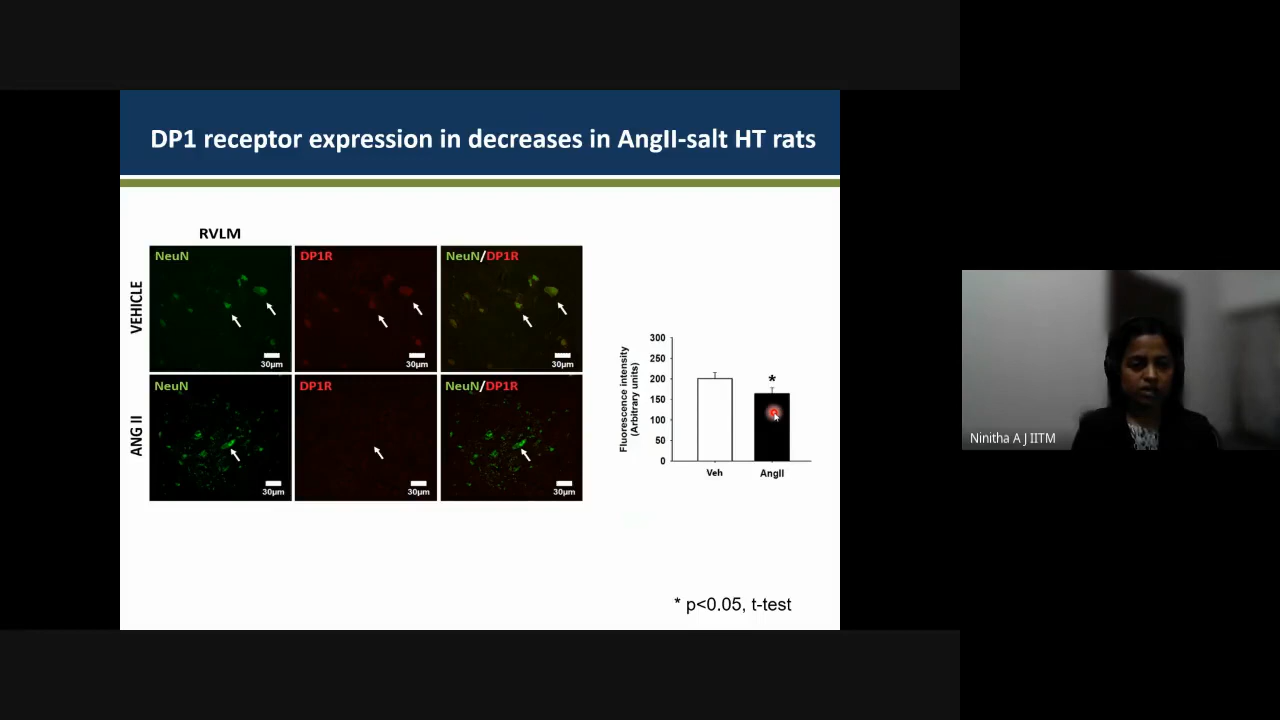 DP1 receptor expression in decreases in AngII-salt HT rats
RVLM
VEHICLE
NeuN
DP1R
NeuN/DP1R
30µm
30µm
30µm
ANG II
NeuN
DP1R
NeuN/DP1R
30µm
30µm
30µm
Fluorescence intensity
(Arbitrary units)
300
250
200
150
100
50
0
*
Veh
AngII
* p<0.05, t-test
Ninitha A J IITM